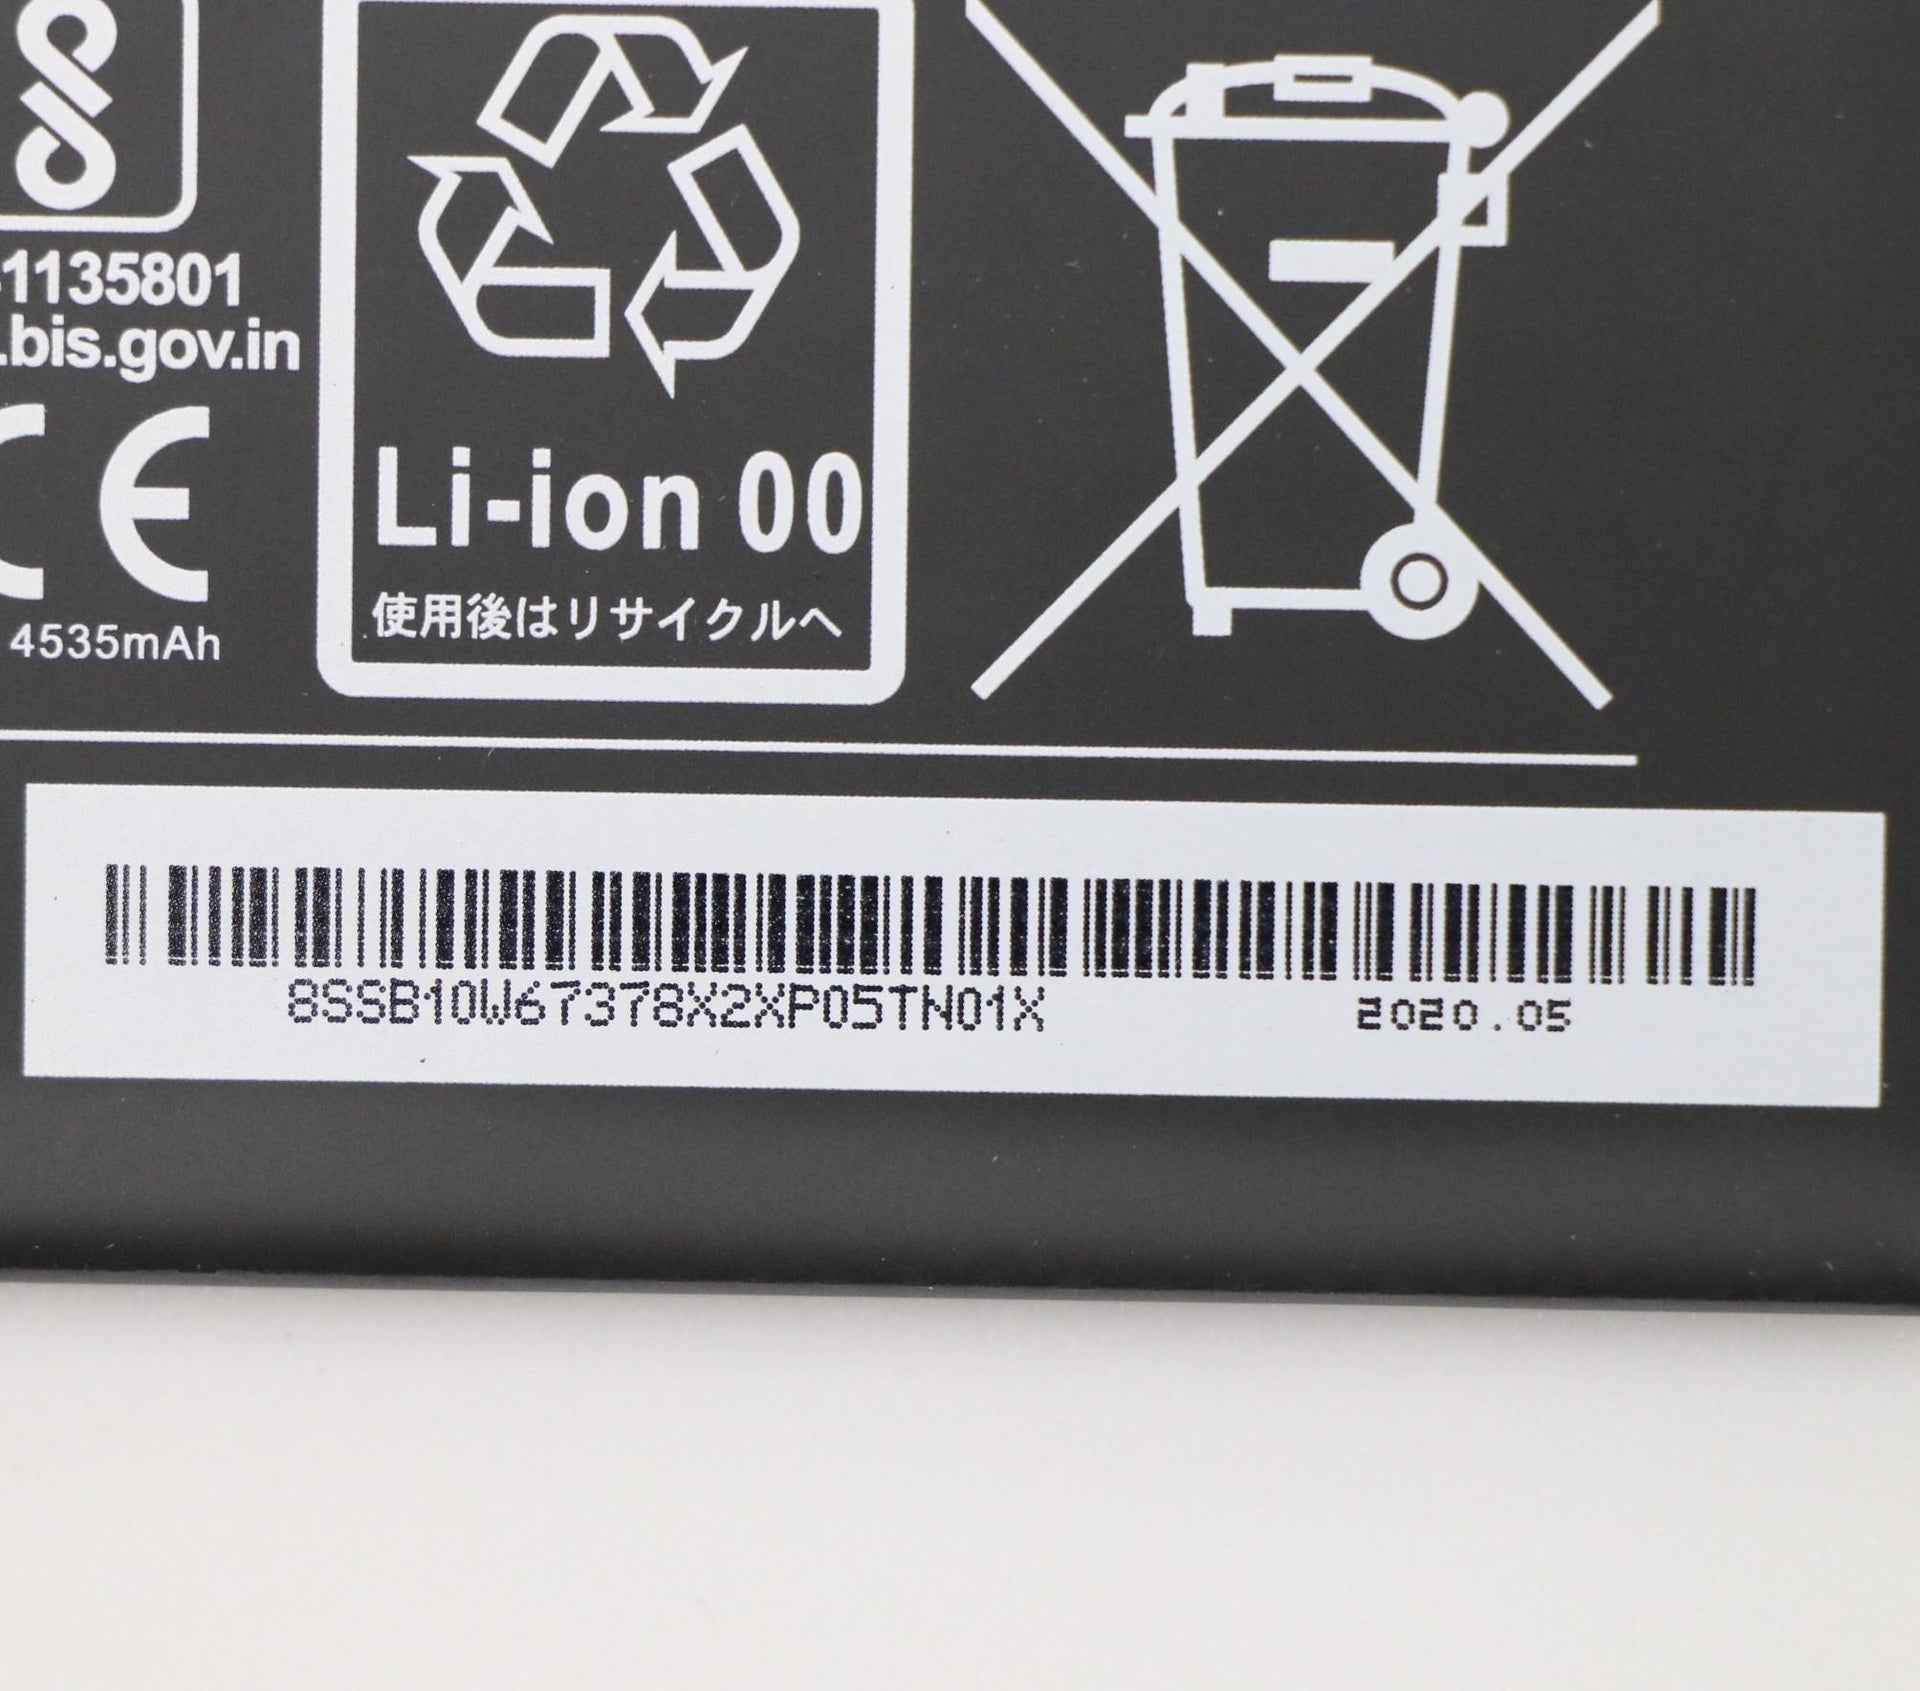 1135801
.bis.gov.in
CE
4535mAh
Li-ion 00
使用後はリサイクルへ
8SSB10W67378X2XP05TN01X
2020.05